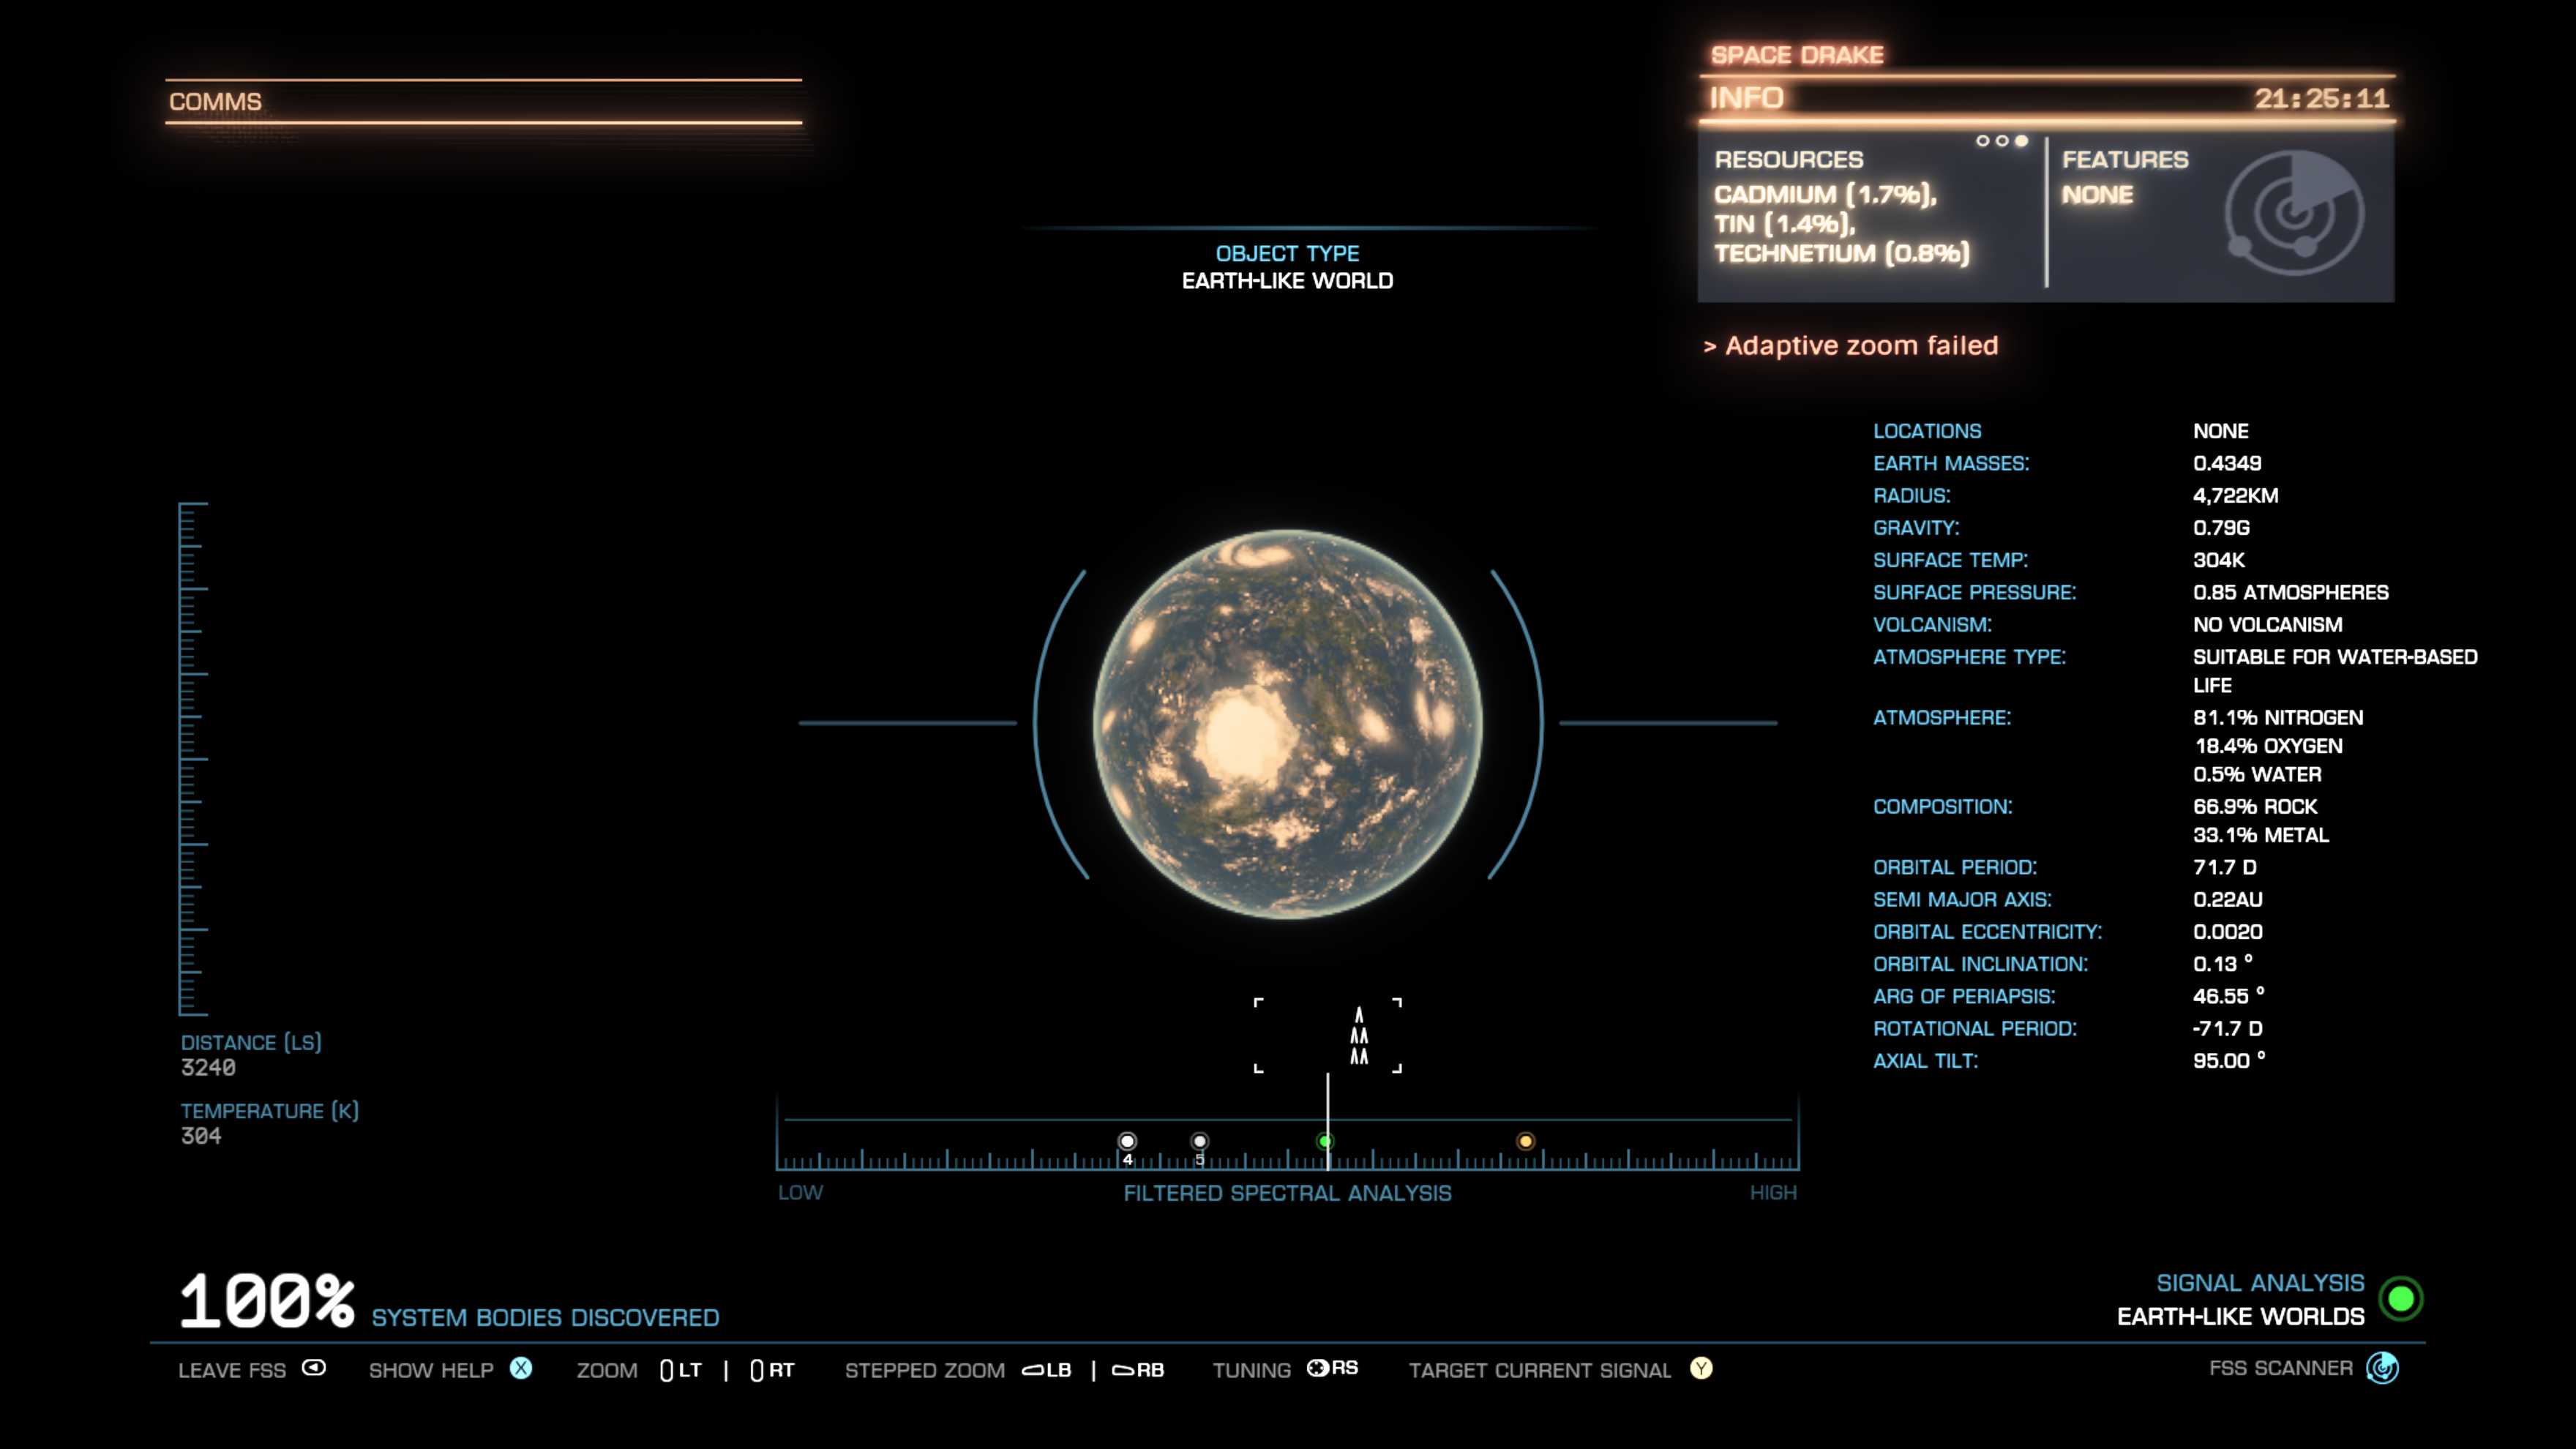 SPACE DRAKE
COMMS
INFO 21:25:11
RESOURCES
CADMIUM (1.7%),
TIN (1.4%),
TECHNETIUM (0.8%)
FEATURES
NONE
OBJECT TYPE
EARTH-LIKE WORLD
> Adaptive zoom failed
LOCATIONS NONE
EARTH MASSES: 0.4349
RADIUS: 4,722KM
GRAVITY: 0.79G
SURFACE TEMP: 304K
SURFACE PRESSURE: 0.85 ATMOSPHERES
VOLCANISM: NO VOLCANISM
ATMOSPHERE TYPE: SUITABLE FOR WATER-BASED
LIFE
ATMOSPHERE: 81.1% NITROGEN
18.4% OXYGEN
0.5% WATER
COMPOSITION: 66.9% ROCK
33.1% METAL
ORBITAL PERIOD: 71.7 D
SEMI MAJOR AXIS: 0.22AU
ORBITAL ECCENTRICITY: 0.0020
ORBITAL INCLINATION: 0.13 °
ARG OF PERIAPSIS: 46.55 °
ROTATIONAL PERIOD: -71.7 D
AXIAL TILT: 95.00 °
DISTANCE (LS)
3240
TEMPERATURE (K)
304
4 5
LOW FILTERED SPECTRAL ANALYSIS HIGH
100% SYSTEM BODIES DISCOVERED
SIGNAL ANALYSIS
EARTH-LIKE WORLDS
LEAVE FSS SHOW HELP X ZOOM LT | RT STEPPED ZOOM LB | RB TUNING RS TARGET CURRENT SIGNAL Y FSS SCANNER